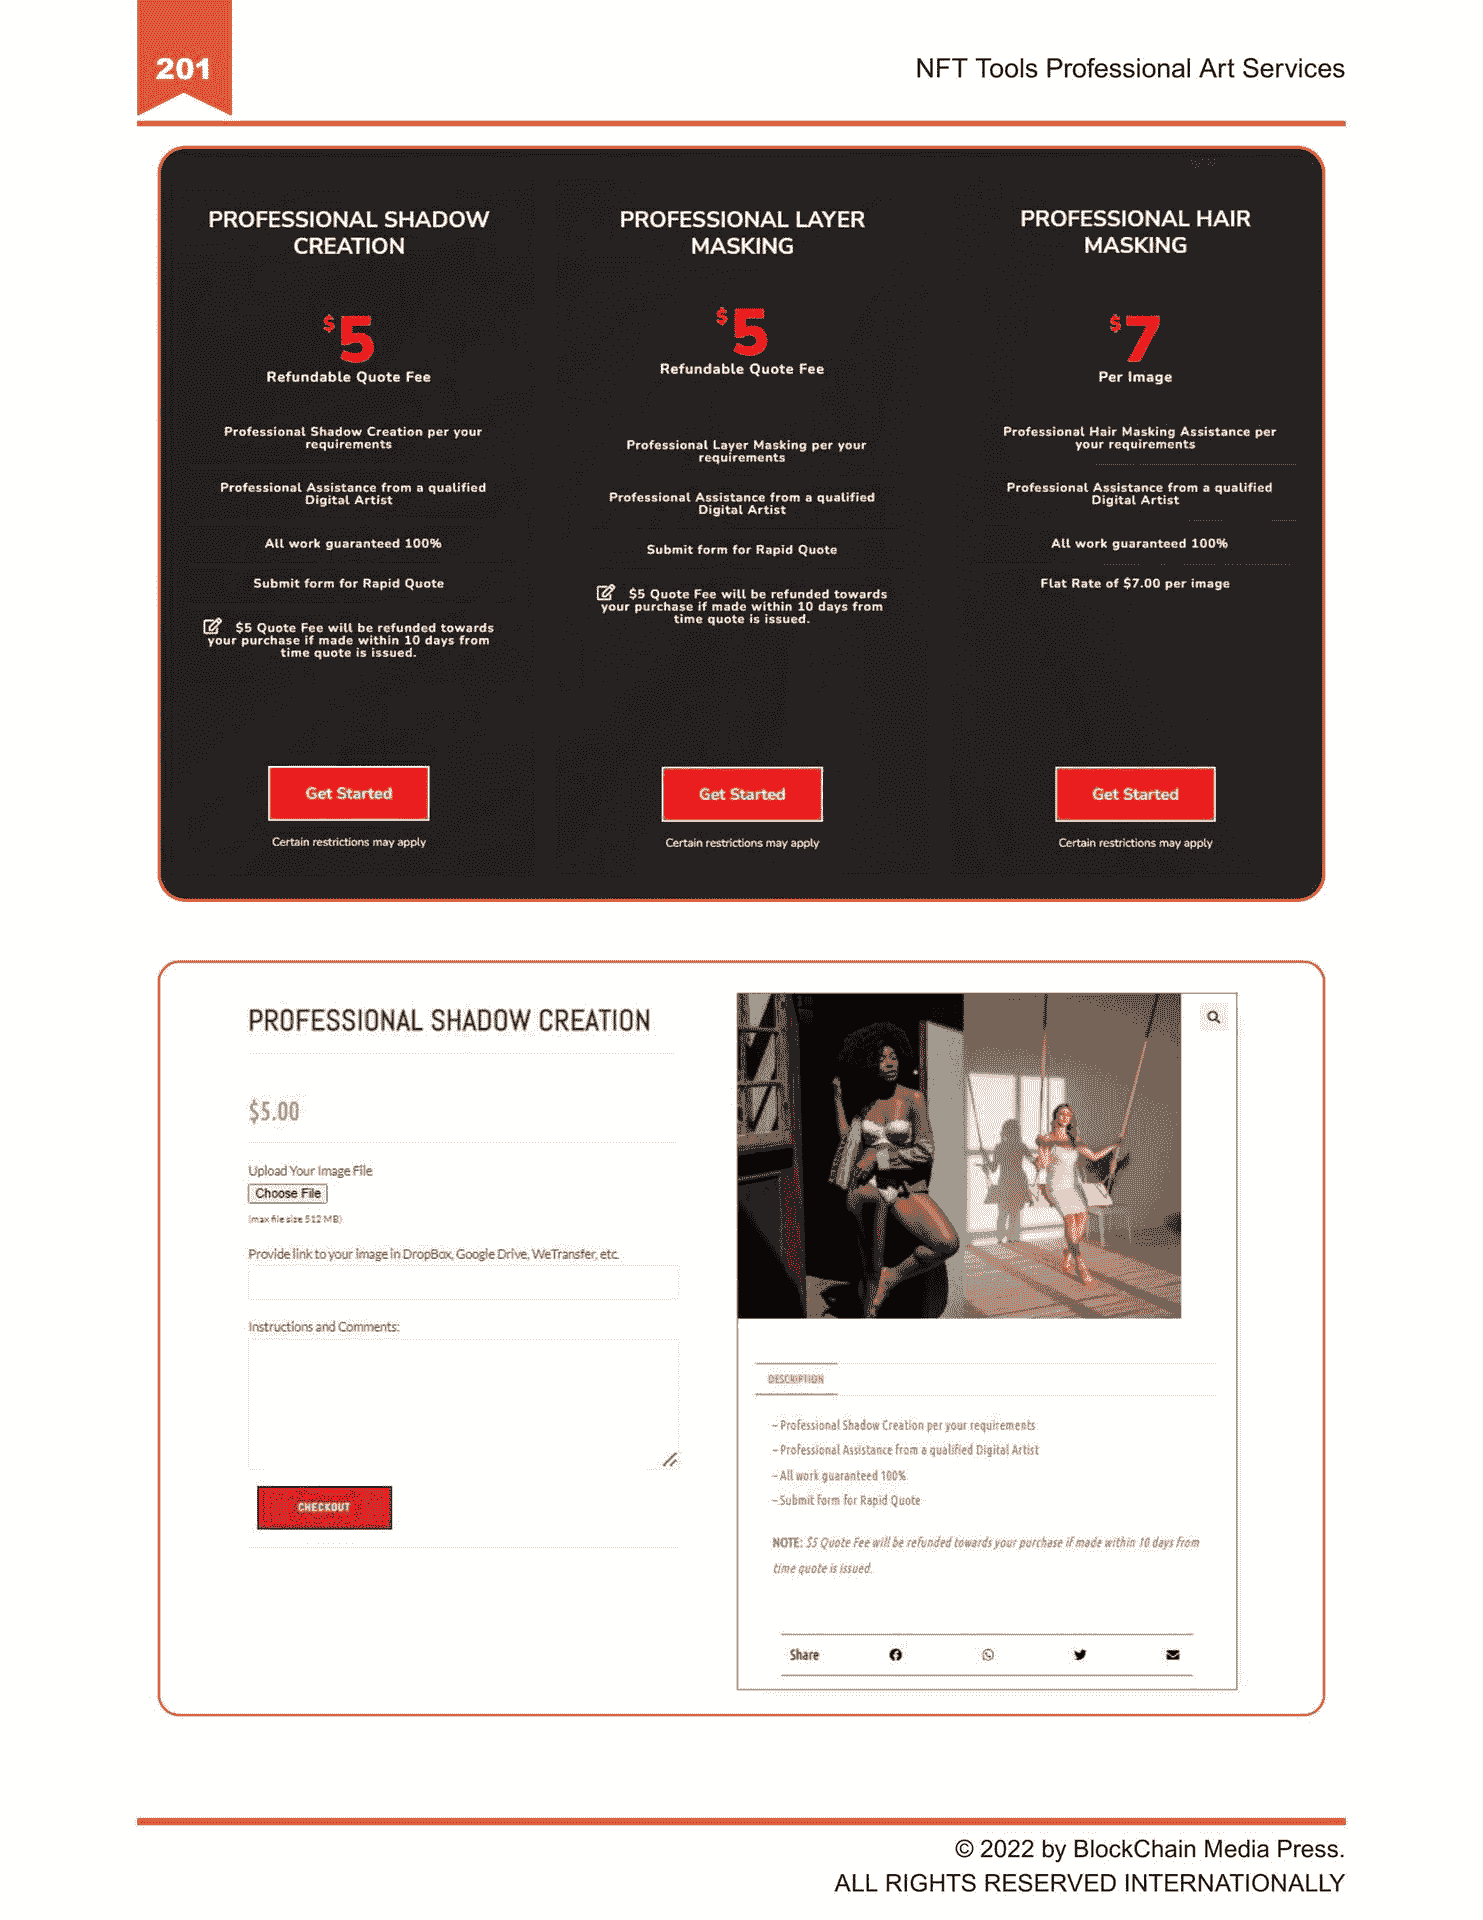 201
NFT Tools Professional Art Services
PROFESSIONAL SHADOW
CREATION
$5
Refundable Quote Fee
Professional Shadow Creation per your
requirements
Professional Assistance from a qualified
Digital Artist
All work guaranteed 100%
Submit form for Rapid Quote
$5 Quote Fee will be refunded towards
your purchase if made within 10 days from
time quote is issued.
Get Started
Certain restrictions may apply
PROFESSIONAL LAYER
MASKING
$5
Refundable Quote Fee
Professional Layer Masking per your
requirements
Professional Assistance from a qualified
Digital Artist
Submit form for Rapid Quote
$5 Quote Fee will be refunded towards
your purchase if made within 10 days from
time quote is issued.
Get Started
Certain restrictions may apply
PROFESSIONAL HAIR
MASKING
$7
Per Image
Professional Hair Masking Assistance per
your requirements
Professional Assistance from a qualified
Digital Artist
All work guaranteed 100%
Flat Rate of $7.00 per image
Get Started
Certain restrictions may apply
PROFESSIONAL SHADOW CREATION
$5.00
Upload Your Image File
Choose File
(max file size 512 MB)
Provide link to your image in DropBox, Google Drive, WeTransfer, etc.
Instructions and Comments:
CHECKOUT
DESCRIPTION
– Professional Shadow Creation per your requirements
– Professional Assistance from a qualified Digital Artist
– All work guaranteed 100%
– Submit form for Rapid Quote
NOTE: $5 Quote Fee will be refunded towards your purchase if made within 10 days from
time quote is issued.
Share
© 2022 by BlockChain Media Press.
ALL RIGHTS RESERVED INTERNATIONALLY